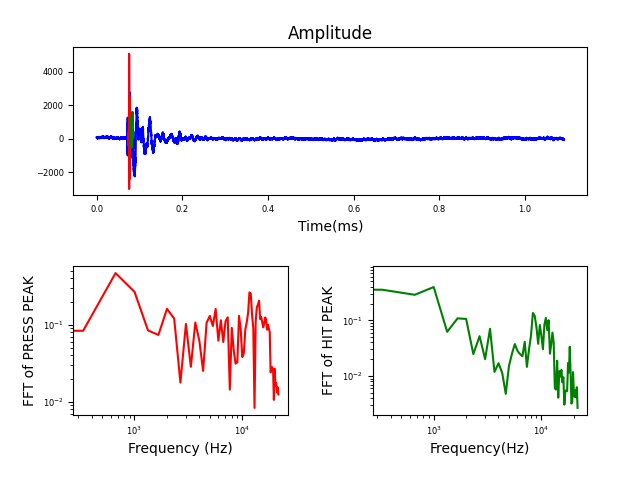 Amplitude
4000
2000
0
−2000
0.0 0.2 0.4 0.6 0.8 1.0
Time(ms)
FFT of PRESS PEAK
10⁻¹
10⁻²
10³ 10⁴
Frequency (Hz)
FFT of HIT PEAK
10⁻¹
10⁻²
10³ 10⁴
Frequency(Hz)